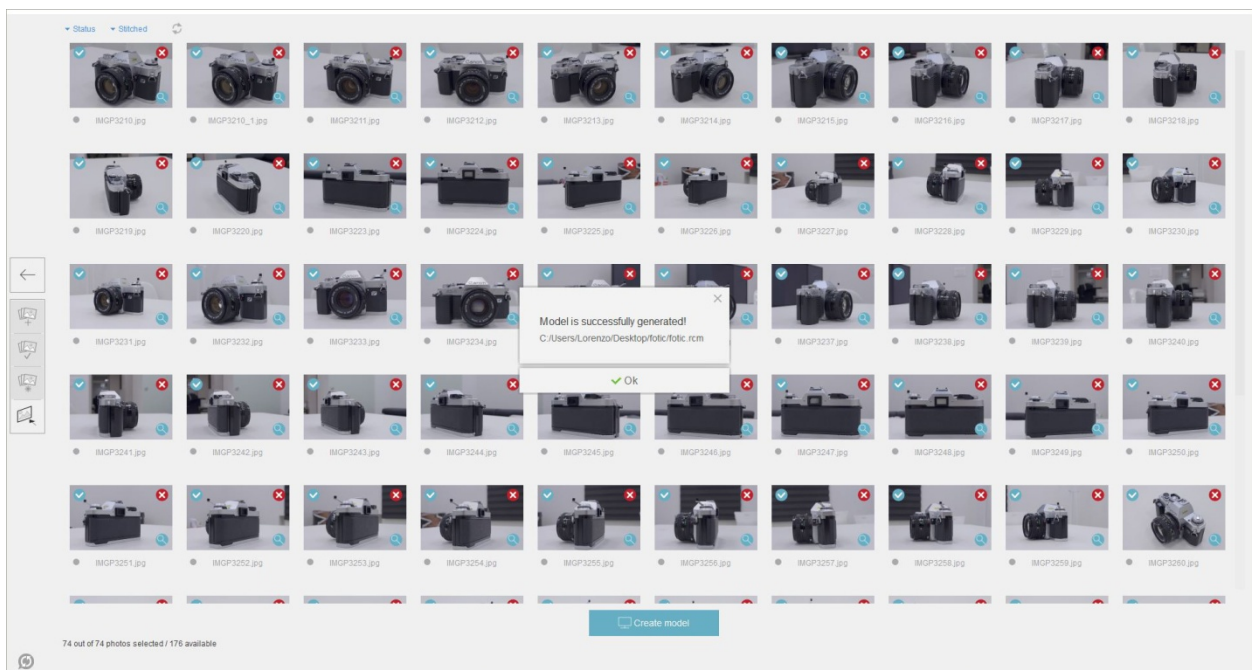 Status Stitched
IMGP3210.jpg IMGP3210_1.jpg IMGP3211.jpg IMGP3212.jpg IMGP3213.jpg IMGP3214.jpg IMGP3215.jpg IMGP3216.jpg IMGP3217.jpg IMGP3218.jpg
IMGP3219.jpg IMGP3220.jpg IMGP3223.jpg IMGP3224.jpg IMGP3225.jpg IMGP3226.jpg IMGP3227.jpg IMGP3228.jpg IMGP3229.jpg IMGP3230.jpg
Model is successfully generated!
C:/Users/Lorenzo/Desktop/fotic/fotic.rcm
IMGP3231.jpg IMGP3232.jpg IMGP3233.jpg IMGP3234.jpg IMGP3237.jpg IMGP3238.jpg IMGP3239.jpg IMGP3240.jpg
Ok
IMGP3241.jpg IMGP3242.jpg IMGP3243.jpg IMGP3244.jpg IMGP3245.jpg IMGP3246.jpg IMGP3247.jpg IMGP3248.jpg IMGP3249.jpg IMGP3250.jpg
IMGP3251.jpg IMGP3252.jpg IMGP3253.jpg IMGP3254.jpg IMGP3255.jpg IMGP3256.jpg IMGP3257.jpg IMGP3258.jpg IMGP3259.jpg IMGP3260.jpg
Create model
74 out of 74 photos selected / 176 available